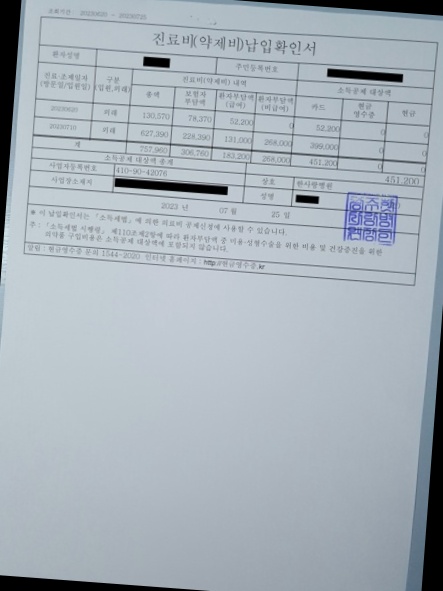 조회기간 : 20230620 ~ 20230725
진료비(약제비)납입확인서
환자성명 주민등록번호
진료·조제일자 (방문일/입원일) 구분 (입원,외래) 진료비(약제비) 내역 소득공제 대상액
총액 보험자 부담액 환자부담액 (급여) 환자부담액 (비급여) 카드 현금 영수증 현금
20230620 외래 130,570 78,370 52,200 0 52,200 0 0
20230710 외래 627,390 228,390 131,000 268,000 399,000 0 0
계 757,960 306,760 183,200 268,000 451,200 0 0
소득공제 대상액 총계 451,200
사업자등록번호 410-90-42076 상호 한사랑병원
사업장소재지 성명
2023 년 07 월 25 일
※ 이 납입확인서는 「소득세법」에 의한 의료비 공제신청에 사용할 수 있습니다.
주 : 「소득세법 시행령」 제110조제2항에 따라 환자부담액 중 미용·성형수술을 위한 비용 및 건강증진을 위한
의약품 구입비용은 소득공제 대상액에 포함되지 않습니다.
알림 : 현금영수증 문의 1544-2020, 인터넷 홈페이지 : http://현금영수증.kr